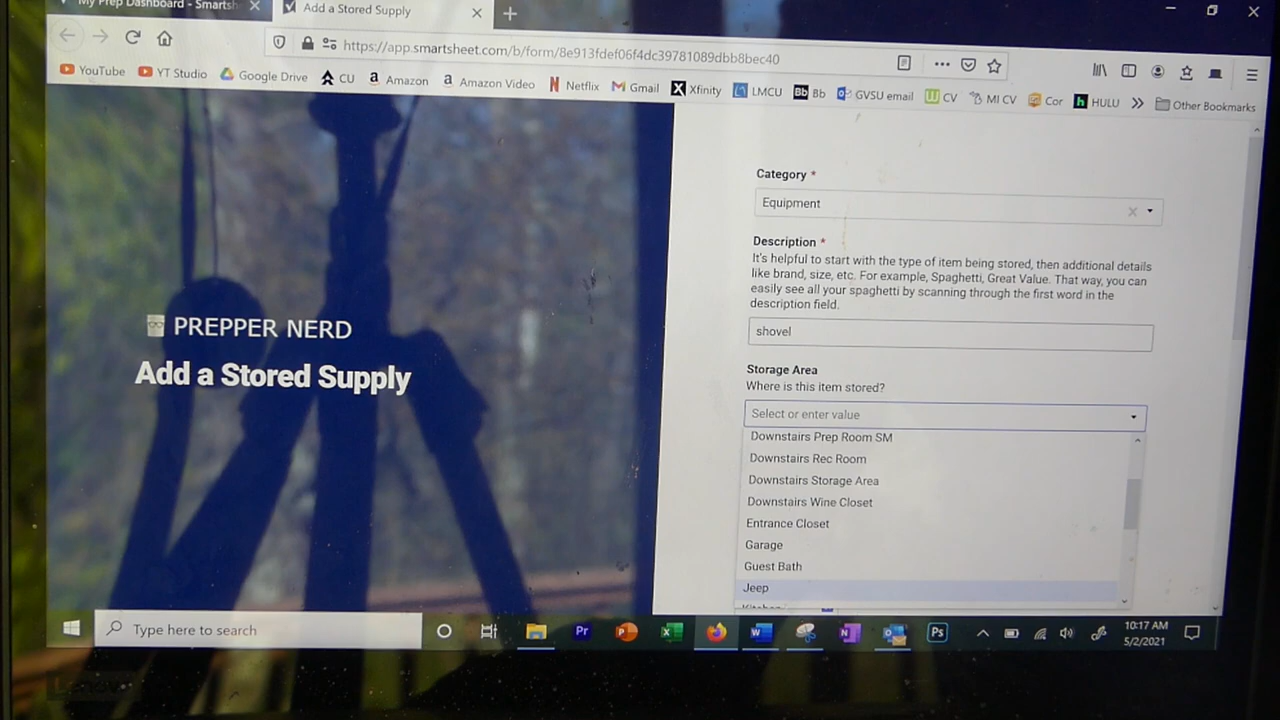 My Prep Dashboard - Smartsh
Add a Stored Supply
https://app.smartsheet.com/b/form/8e913fdef06f4dc39781089dbb8bec40
YouTube YT Studio Google Drive CU Amazon Amazon Video Netflix Gmail Xfinity LMCU Bb GVSU email CV MI CV Cor HULU Other Bookmarks
PREPPER NERD
Add a Stored Supply
Category *
Equipment
Description *
It's helpful to start with the type of item being stored, then additional details
like brand, size, etc. For example, Spaghetti, Great Value. That way, you can
easily see all your spaghetti by scanning through the first word in the
description field.
shovel
Storage Area
Where is this item stored?
Select or enter value
Downstairs Prep Room SM
Downstairs Rec Room
Downstairs Storage Area
Downstairs Wine Closet
Entrance Closet
Garage
Guest Bath
Jeep
Kitchen
Type here to search
10:17 AM
5/2/2021
Lenovo